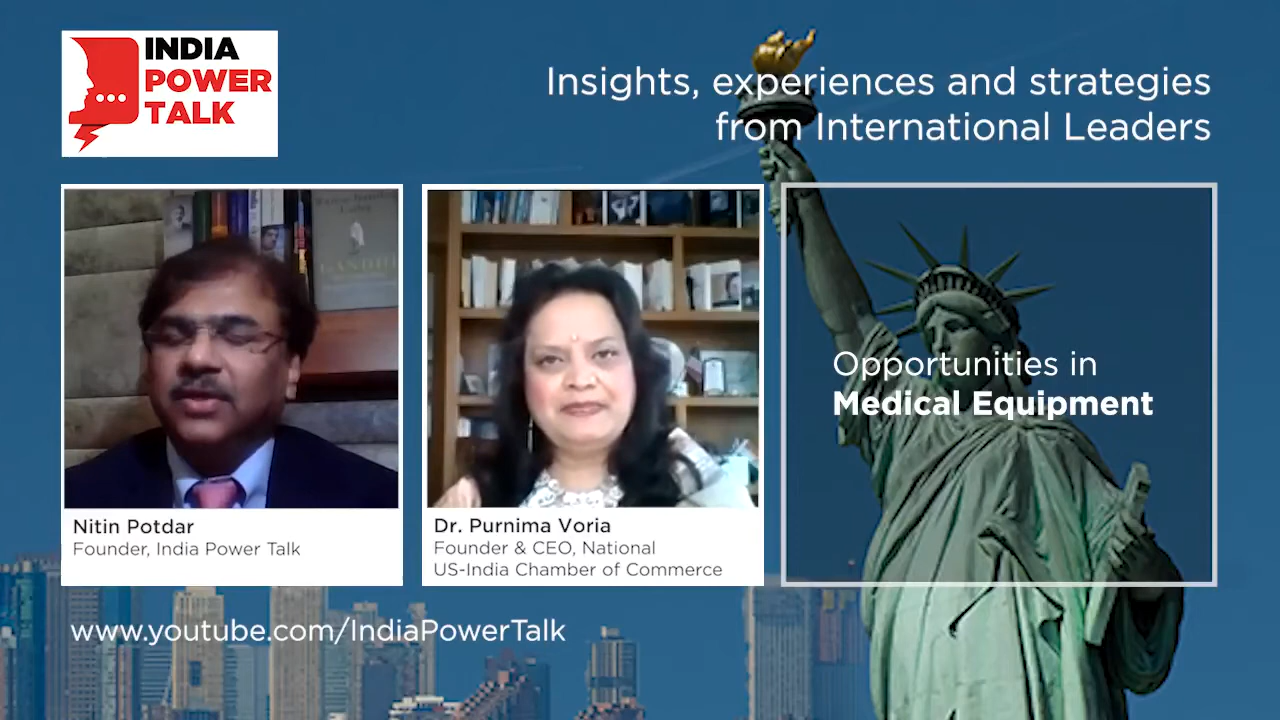 INDIA
POWER
TALK
Insights, experiences and strategies
from International Leaders
Opportunities in
Medical Equipment
Nitin Potdar
Founder, India Power Talk
Dr. Purnima Voria
Founder & CEO, National
US-India Chamber of Commerce
www.youtube.com/IndiaPowerTalk